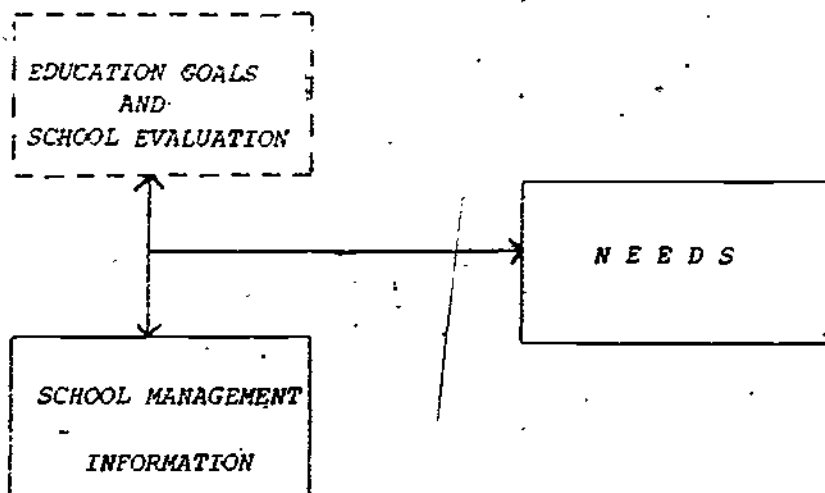 EDUCATION GOALS
AND
SCHOOL EVALUATION
N E E D S
SCHOOL MANAGEMENT
INFORMATION